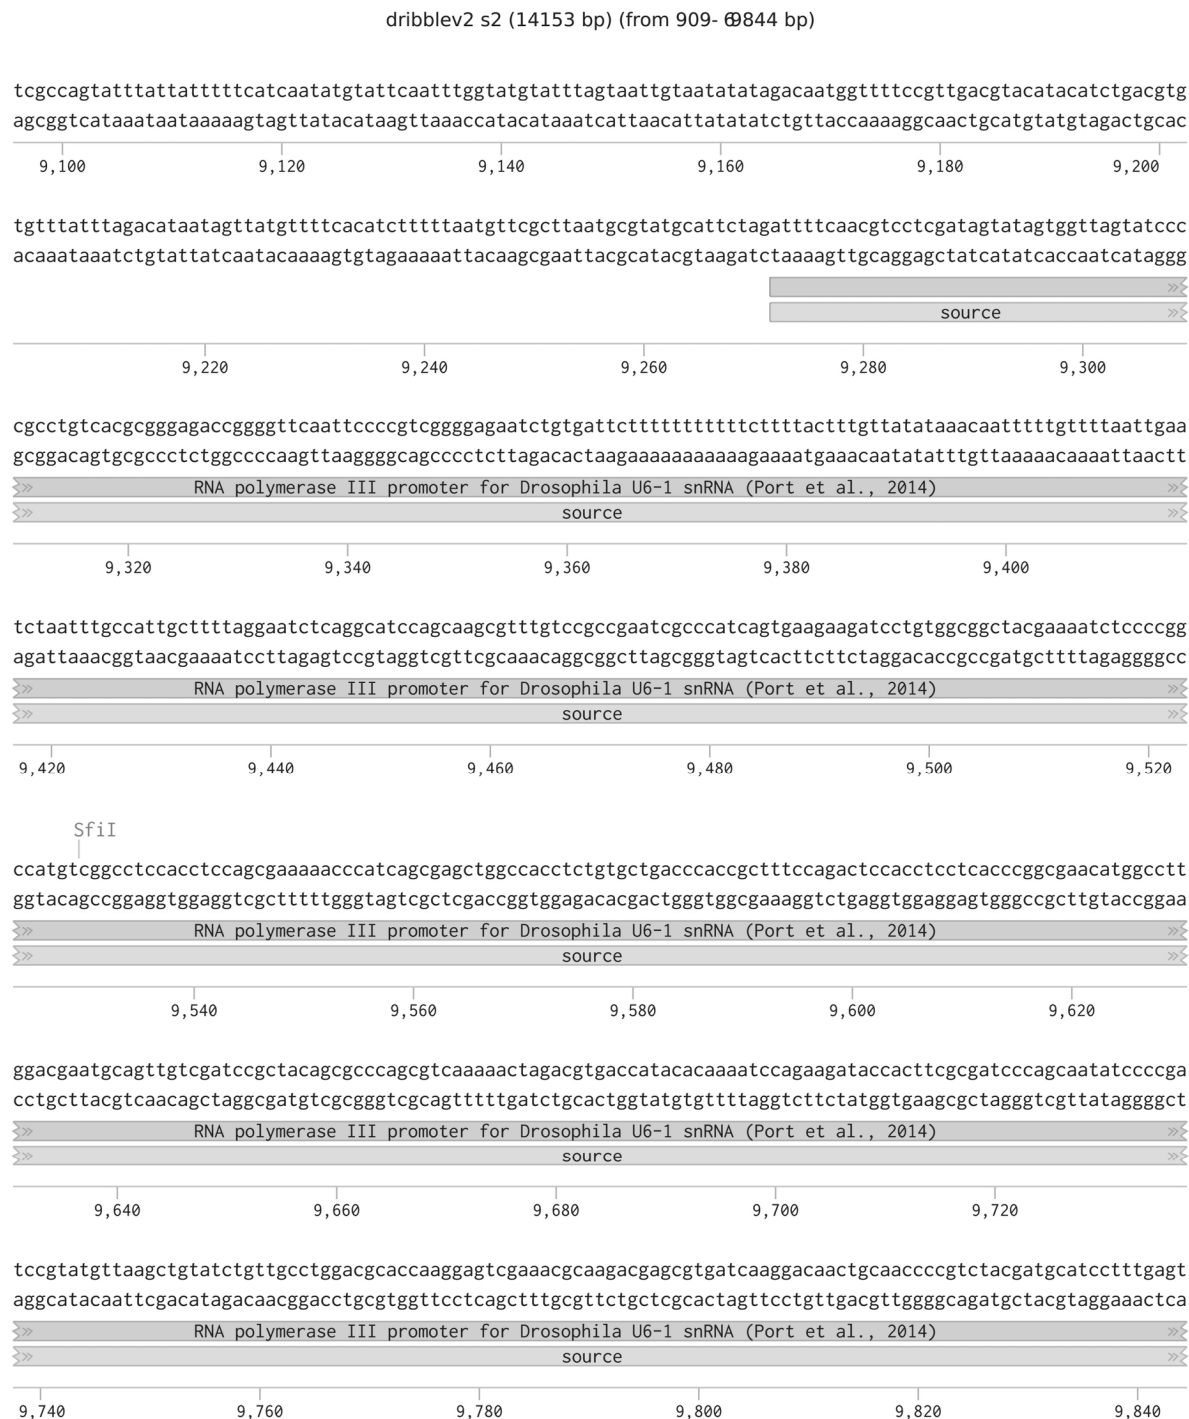 dribblev2 s2 (14153 bp) (from 909- 69844 bp)
tcgccagtatttattatttttcatcaatatgtattcaatttggtatgtatttagtaattgtaatatatagacaatggttttccgttgacgtacatacatctgacgtg
agcggtcataaataataaaaagtagttatacataagttaaaccatacataaatcattaacattatatatctgttaccaaaaggcaactgcatgtatgtagactgcac
9,100 9,120 9,140 9,160 9,180 9,200
tgtttatttagacataatagttatgttttcacatctttttaatgttcgcttaatgcgtatgcattctagattttcaacgtcctcgatagtatagtggttagtatccc
acaaataaatctgtattatcaatacaaaagtgtagaaaaattacaagcgaattacgcatacgtaagatctaaaagttgcaggagctatcatatcaccaatcataggg
source
9,220 9,240 9,260 9,280 9,300
cgcctgtcacgcgggagaccggggttcaattccccgtcggggagaatctgtgattctttttttttttcttttactttgttatataaacaatttttgttttaattgaa
gcggacagtgcgccctctggccccaagttaaggggcagcccctcttagacactaagaaaaaaaaaaagaaaatgaaacaatatatttgttaaaaacaaaattaactt
RNA polymerase III promoter for Drosophila U6-1 snRNA (Port et al., 2014)
source
9,320 9,340 9,360 9,380 9,400
tctaatttgccattgcttttaggaatctcaggcatccagcaagcgtttgtccgccgaatcgcccatcagtgaagaagatcctgtggcggctacgaaaatctccccgg
agattaaacggtaacgaaaatccttagagtccgtaggtcgttcgcaaacaggcggcttagcgggtagtcacttcttctaggacaccgccgatgcttttagaggggcc
RNA polymerase III promoter for Drosophila U6-1 snRNA (Port et al., 2014)
source
9,420 9,440 9,460 9,480 9,500 9,520
SfiI
ccatgtcggcctccacctccagcgaaaaacccatcagcgagctggccacctctgtgctgacccaccgctttccagactccacctcctcacccggcgaacatggcctt
ggtacagccggaggtggaggtcgctttttgggtagtcgctcgaccggtggagacacgactgggtggcgaaaggtctgaggtggaggagtgggccgcttgtaccggaa
RNA polymerase III promoter for Drosophila U6-1 snRNA (Port et al., 2014)
source
9,540 9,560 9,580 9,600 9,620
ggacgaatgcagttgtcgatccgctacagcgcccagcgtcaaaaactagacgtgaccatacacaaaatccagaagataccacttcgcgatcccagcaatatccccga
cctgcttacgtcaacagctaggcgatgtcgcgggtcgcagtttttgatctgcactggtatgtgttttaggtcttctatggtgaagcgctagggtcgttataggggct
RNA polymerase III promoter for Drosophila U6-1 snRNA (Port et al., 2014)
source
9,640 9,660 9,680 9,700 9,720
tccgtatgttaagctgtatctgttgcctggacgcaccaaggagtcgaaacgcaagacgagcgtgatcaaggacaactgcaaccccgtctacgatgcatcctttgagt
aggcatacaattcgacatagacaacggacctgcgtggttcctcagctttgcgttctgctcgcactagttcctgttgacgttggggcagatgctacgtaggaaactca
RNA polymerase III promoter for Drosophila U6-1 snRNA (Port et al., 2014)
source
9,740 9,760 9,780 9,800 9,820 9,840